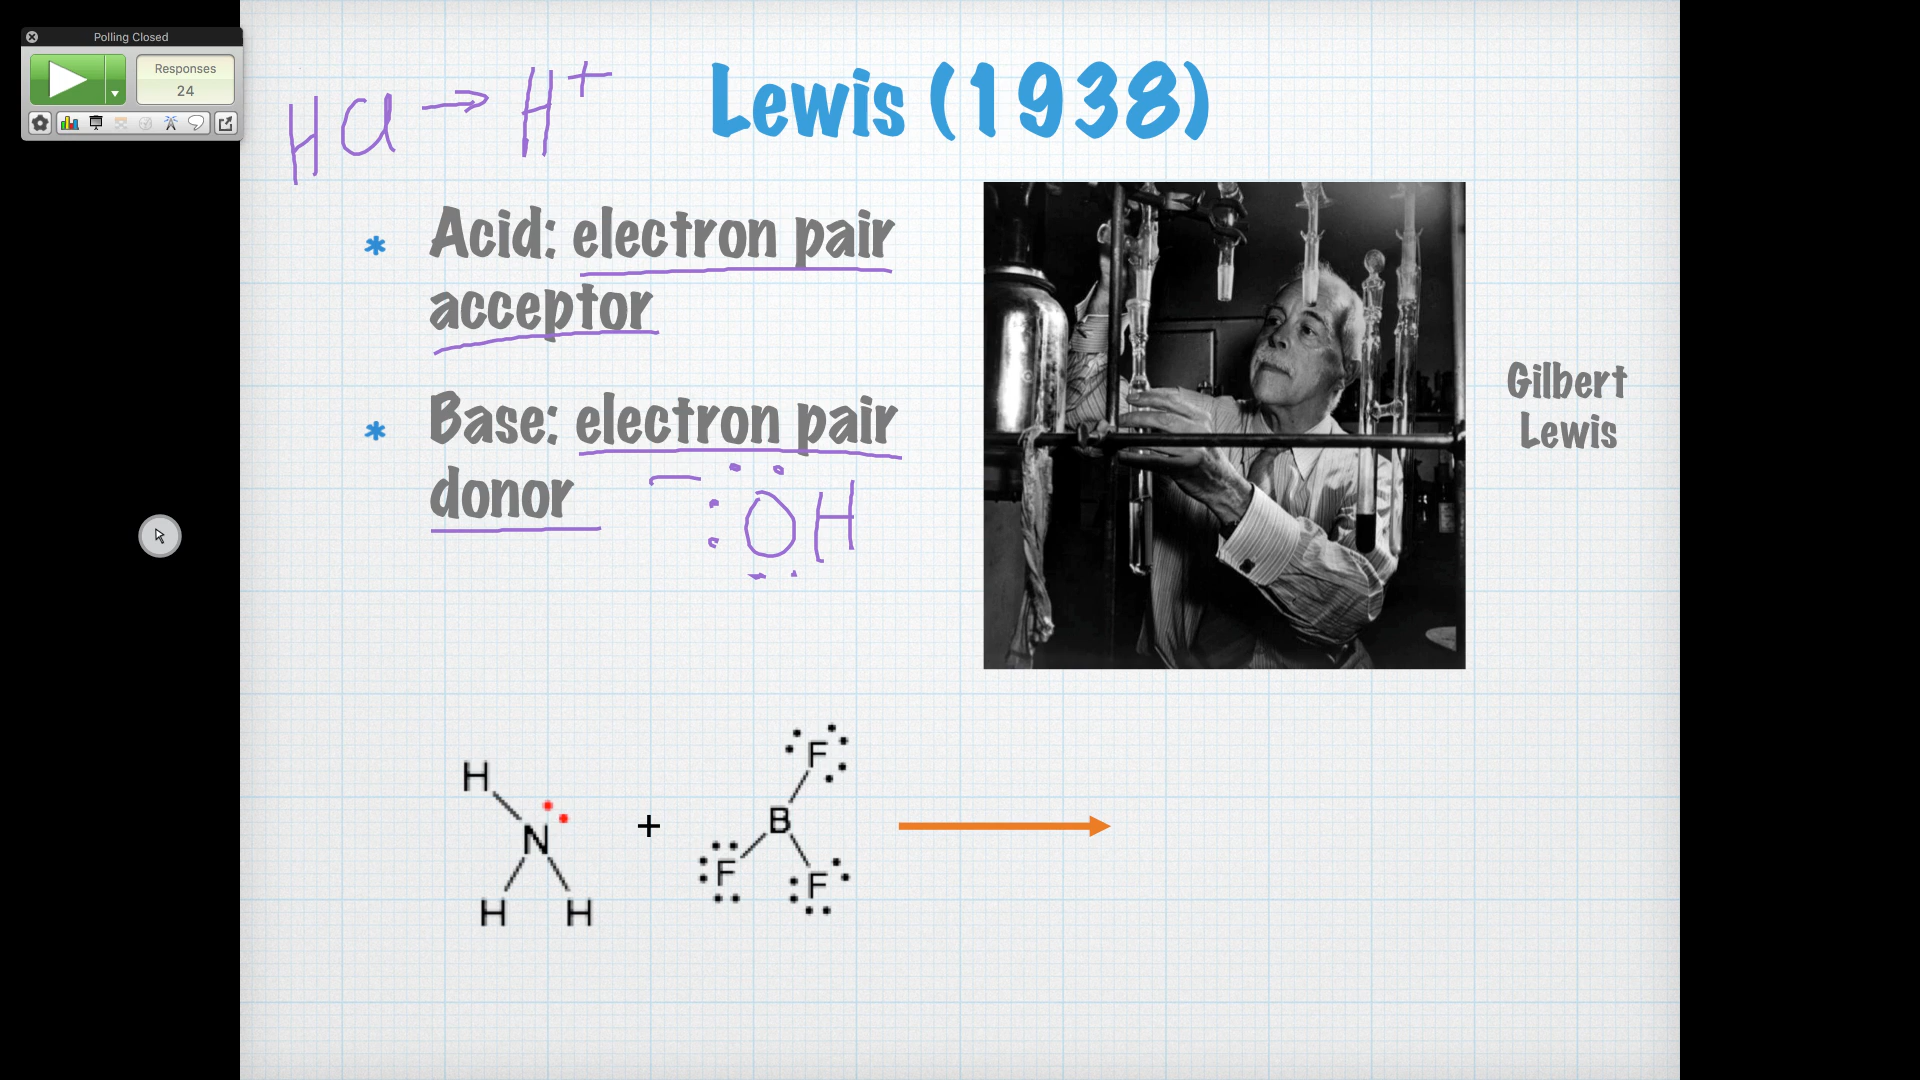 Polling Closed
Responses
24
HCl → H+
Lewis (1938)
* Acid: electron pair
acceptor
* Base: electron pair
donor
− :OH
Gilbert
Lewis
H
N
H H
+
F
B
F
F